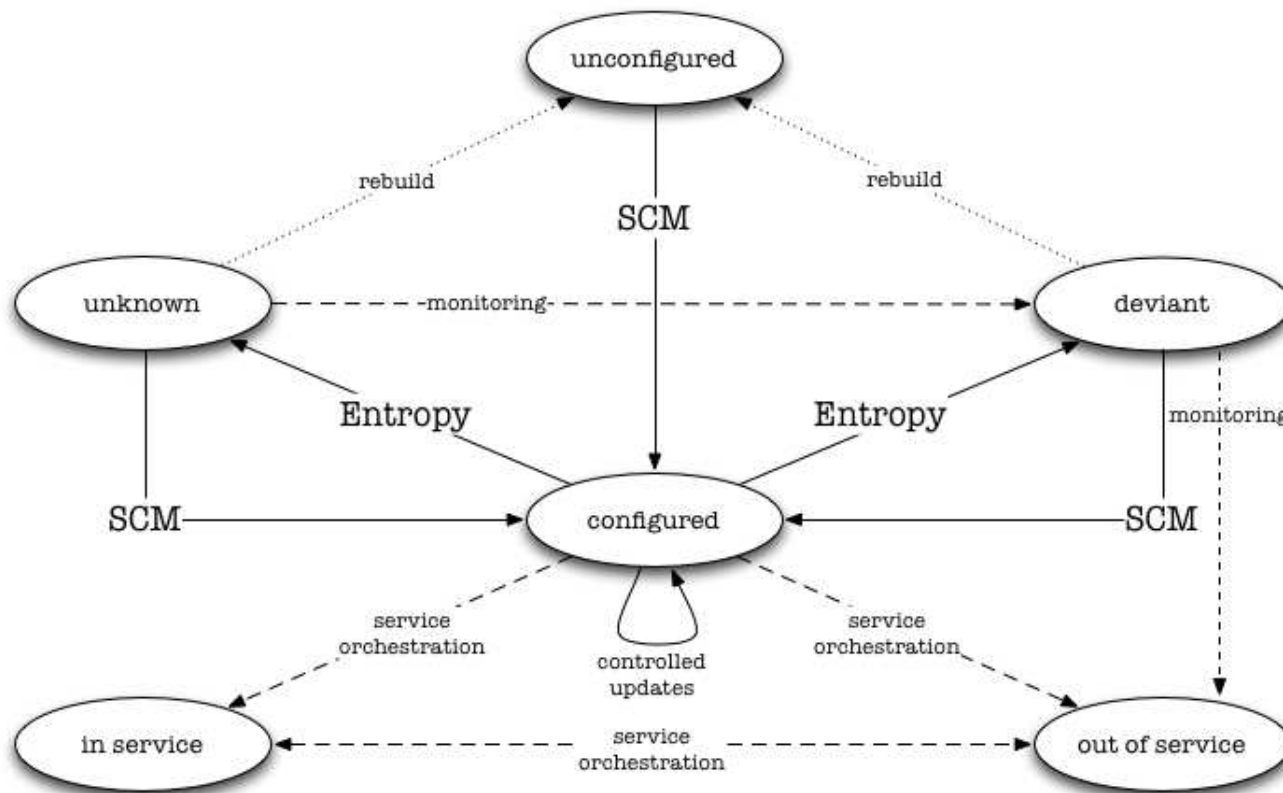 unconfigured
rebuild
rebuild
SCM
unknown
monitoring
deviant
Entropy
Entropy
monitoring
SCM
configured
SCM
service
orchestration
service
orchestration
controlled
updates
in service
service
orchestration
out of service